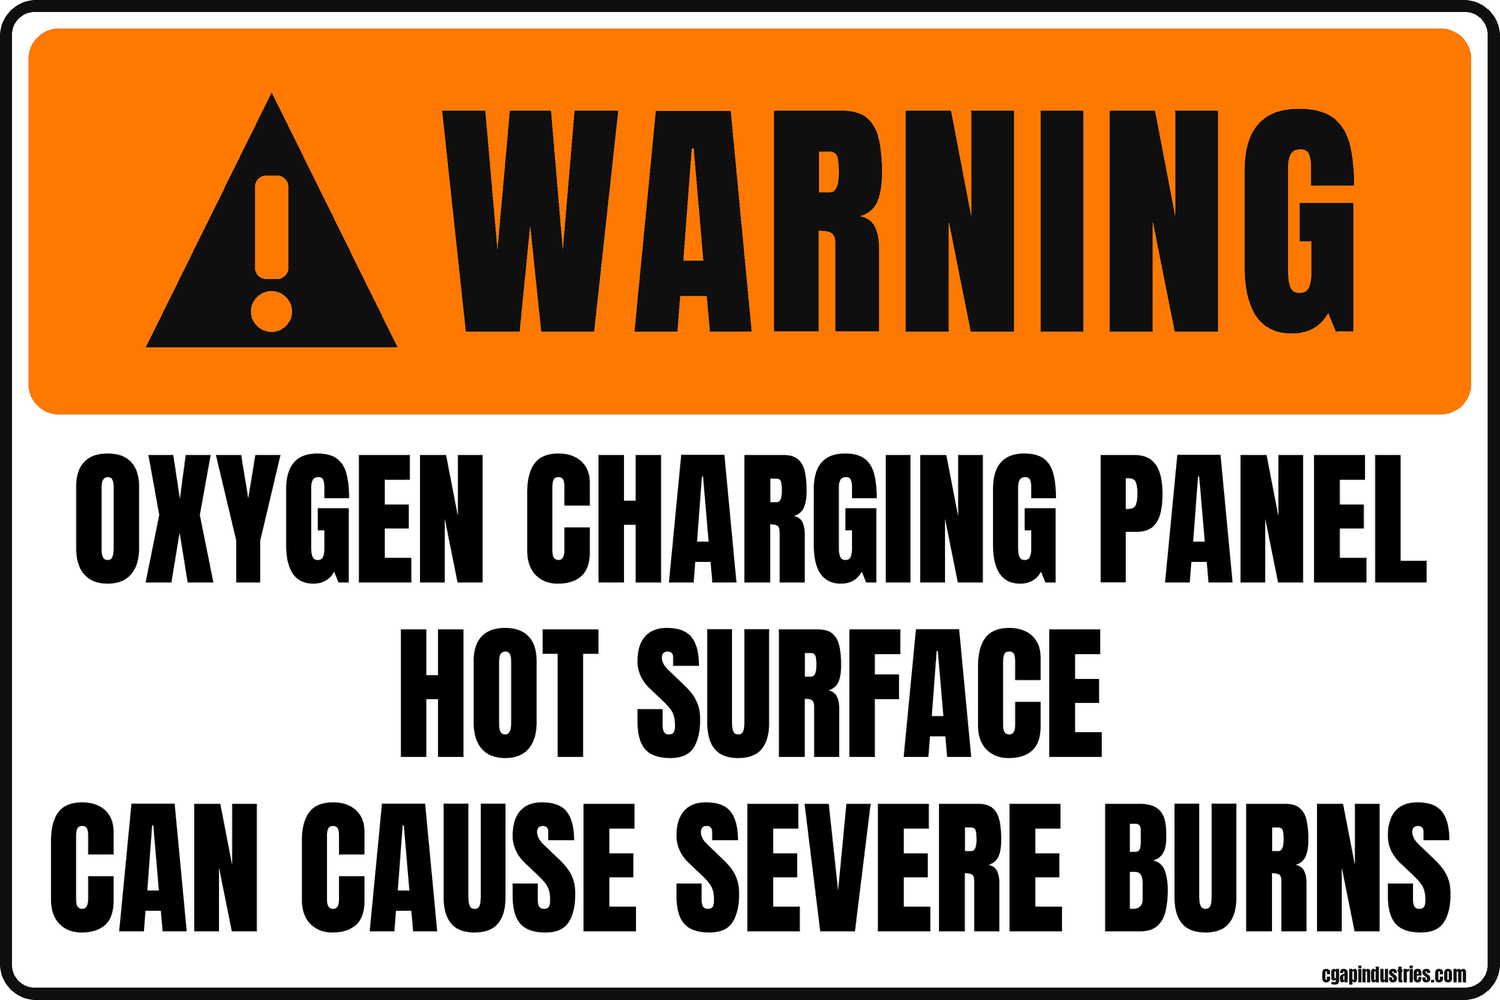 WARNING
OXYGEN CHARGING PANEL
HOT SURFACE
CAN CAUSE SEVERE BURNS
cgapindustries.com